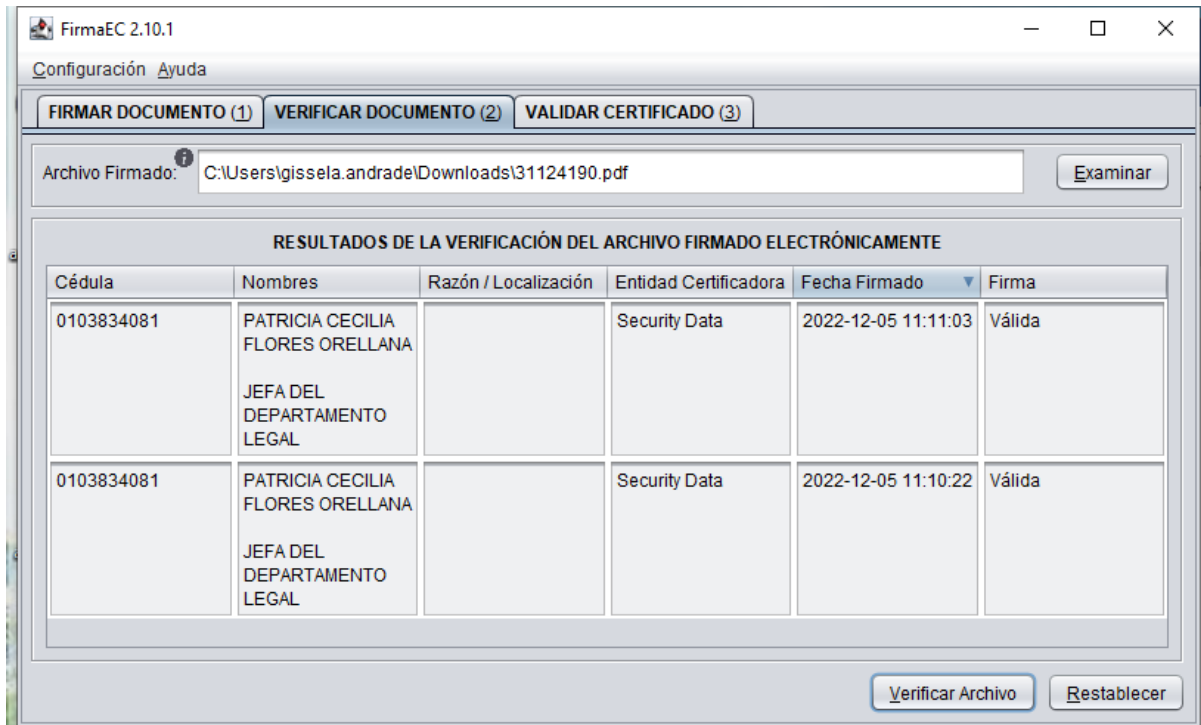 FirmaEC 2.10.1
Configuración Ayuda
FIRMAR DOCUMENTO (1) VERIFICAR DOCUMENTO (2) VALIDAR CERTIFICADO (3)
Archivo Firmado: C:\Users\gissela.andrade\Downloads\31124190.pdf Examinar
RESULTADOS DE LA VERIFICACIÓN DEL ARCHIVO FIRMADO ELECTRÓNICAMENTE
Cédula Nombres Razón / Localización Entidad Certificadora Fecha Firmado Firma
0103834081 PATRICIA CECILIA Security Data 2022-12-05 11:11:03 Válida
FLORES ORELLANA
JEFA DEL
DEPARTAMENTO
LEGAL
0103834081 PATRICIA CECILIA Security Data 2022-12-05 11:10:22 Válida
FLORES ORELLANA
JEFA DEL
DEPARTAMENTO
LEGAL
Verificar Archivo Restablecer